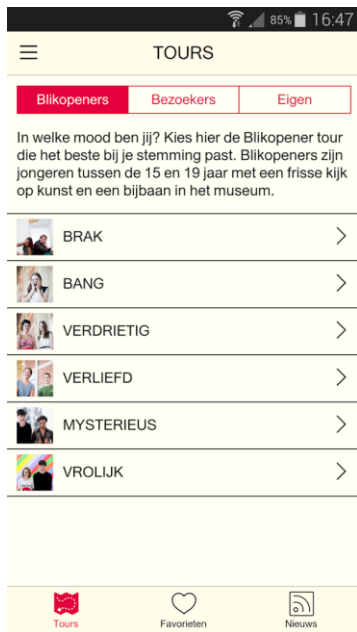 85% 16:47
TOURS
Blikopeners Bezoekers Eigen
In welke mood ben jij? Kies hier de Blikopener tour
die het beste bij je stemming past. Blikopeners zijn
jongeren tussen de 15 en 19 jaar met een frisse kijk
op kunst en een bijbaan in het museum.
BRAK
BANG
VERDRIETIG
VERLIEFD
MYSTERIEUS
VROLIJK
Tours Favorieten Nieuws